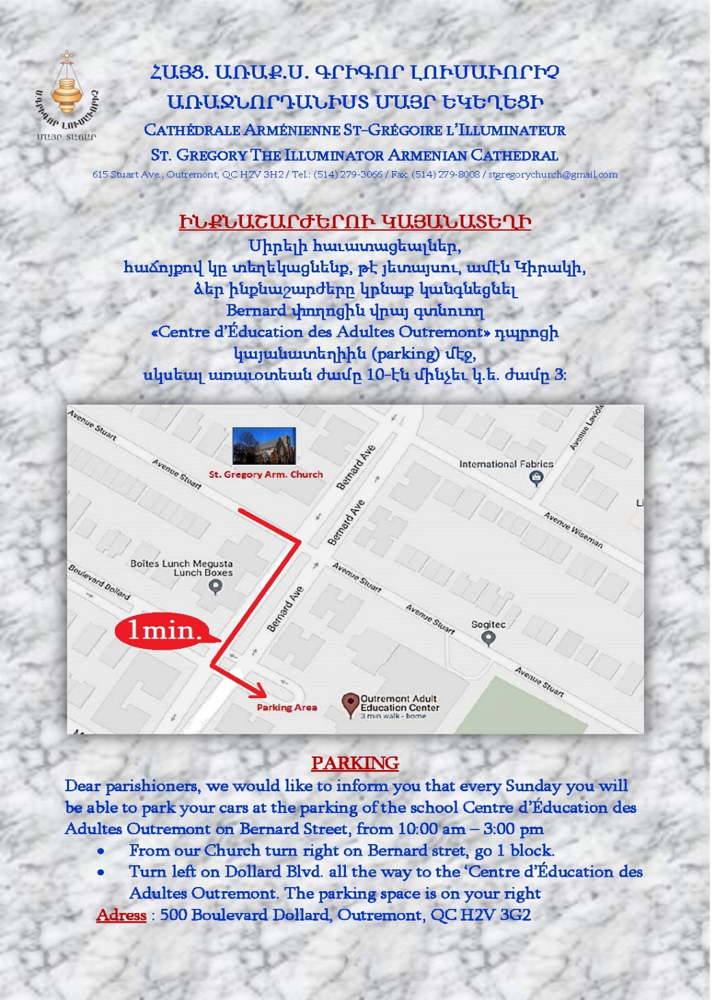 Ս.ԳՐԻԳՈՐ ԼՈՒՍԱՒՈՐԻՉ
ՄԱՅՐ ՏԱՃԱՐ
ՀԱՅՑ. ԱՌԱՔ.Ս. ԳՐԻԳՈՐ ԼՈՒՍԱՒՈՐԻՉ
ԱՌԱՋՆՈՐԴԱՆԻՍՏ ՄԱՅՐ ԵԿԵՂԵՑԻ
CATHÉDRALE ARMÉNIENNE ST-GRÉGOIRE L'ILLUMINATEUR
ST. GREGORY THE ILLUMINATOR ARMENIAN CATHEDRAL
615 Stuart Ave., Outremont, QC H2V 3H2 / Tel.: (514) 279-3066 / Fax: (514) 279-8008 / stgregorychurch@gmail.com
ԻՆՔՆԱՇԱՐԺԵՐՈՒ ԿԱՅԱՆԱՏԵՂԻ
Սիրելի հաւատացեալներ,
հաճոյքով կը տեղեկացնենք, թէ յետայսու, ամէն Կիրակի,
ձեր ինքնաշարժերը կրնաք կանգնեցնել
Bernard փողոցին վրայ գտնուող
«Centre d'Éducation des Adultes Outremont» դպրոցի
կայանատեղիին (parking) մէջ,
սկսեալ առաւօտեան ժամը 10-էն մինչեւ կ.ե. ժամը 3:
Avenue Stuart
Avenue Stuart
St. Gregory Arm. Church
Bernard Ave
Bernard Ave
Avenue Laviole
International Fabrics
Li
Avenue Wiseman
Boîtes Lunch Megusta
Lunch Boxes
Boulevard Dollard
Bernard Ave
Avenue Stuart
Avenue Stuart
Sogitec
1min.
Avenue Stuart
Parking Area
Outremont Adult
Education Center
3 min walk - home
PARKING
Dear parishioners, we would like to inform you that every Sunday you will
be able to park your cars at the parking of the school Centre d'Éducation des
Adultes Outremont on Bernard Street, from 10:00 am – 3:00 pm
• From our Church turn right on Bernard stret, go 1 block.
• Turn left on Dollard Blvd. all the way to the 'Centre d'Éducation des
Adultes Outremont. The parking space is on your right
Adress : 500 Boulevard Dollard, Outremont, QC H2V 3G2